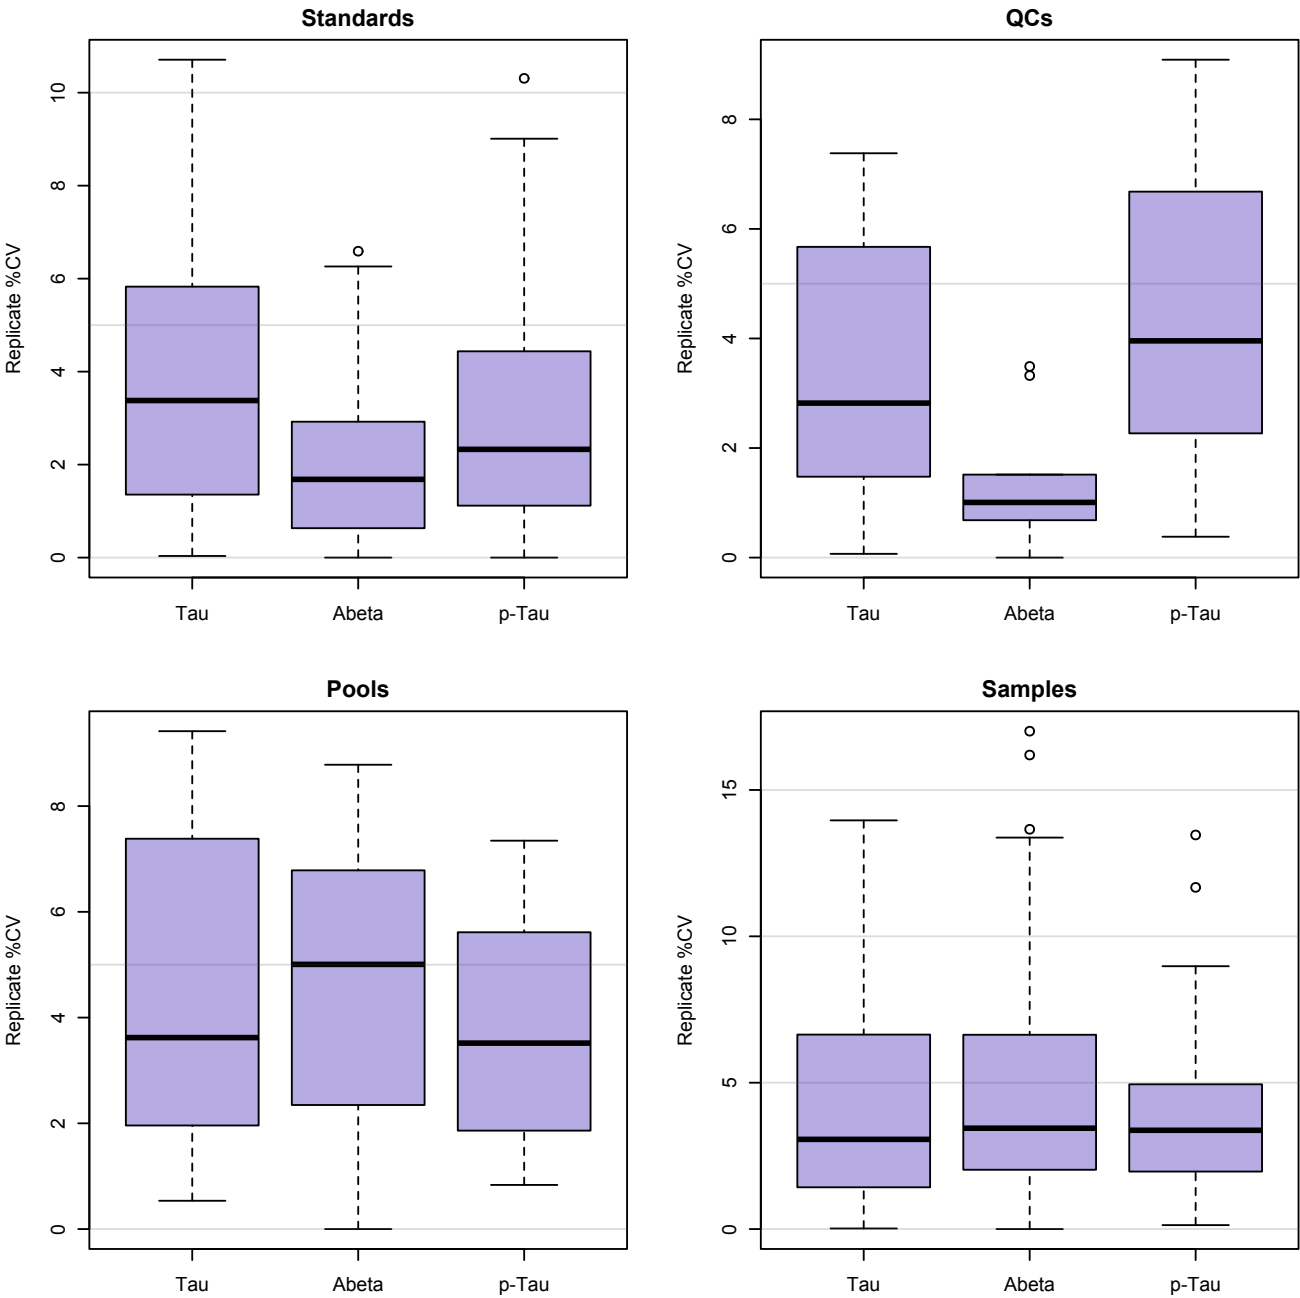 Standards
Replicate %CV
10
8
6
4
2
0
Tau Abeta p-Tau
QCs
Replicate %CV
8
6
4
2
0
Tau Abeta p-Tau
Pools
Replicate %CV
8
6
4
2
0
Tau Abeta p-Tau
Samples
Replicate %CV
15
10
5
0
Tau Abeta p-Tau